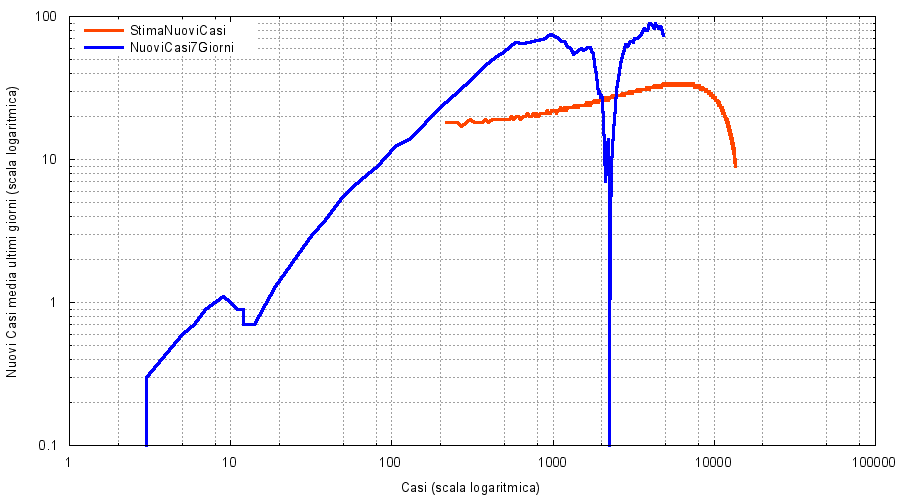 100
StimaNuoviCasi
NuoviCasi7Giorni
10
1
0.1
Nuovi Casi media ultimi giorni (scala logaritmica)
1 10 100 1000 10000 100000
Casi (scala logaritmica)